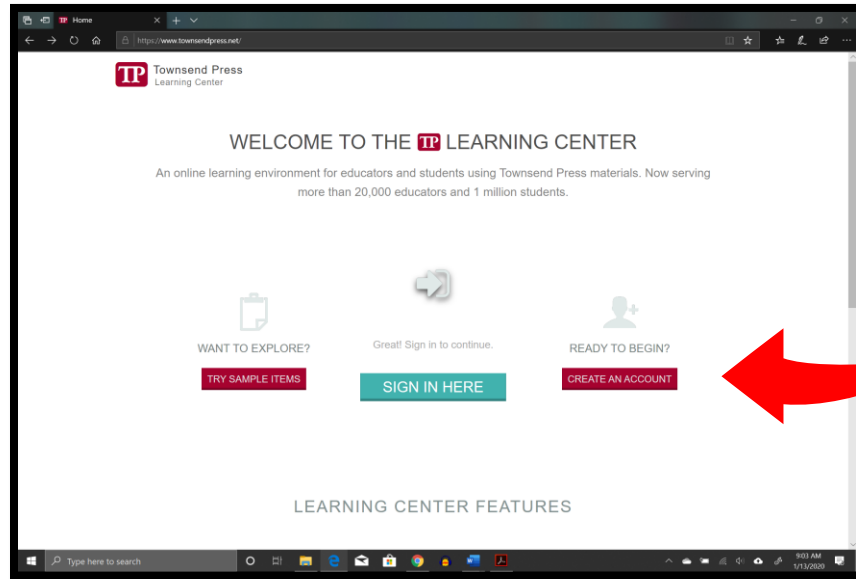 TP Home
https://www.townsendpress.net/
TP Townsend Press
Learning Center
WELCOME TO THE TP LEARNING CENTER
An online learning environment for educators and students using Townsend Press materials. Now serving
more than 20,000 educators and 1 million students.
WANT TO EXPLORE?
TRY SAMPLE ITEMS
Great! Sign in to continue.
SIGN IN HERE
READY TO BEGIN?
CREATE AN ACCOUNT
LEARNING CENTER FEATURES
Type here to search
9:03 AM
1/13/2020